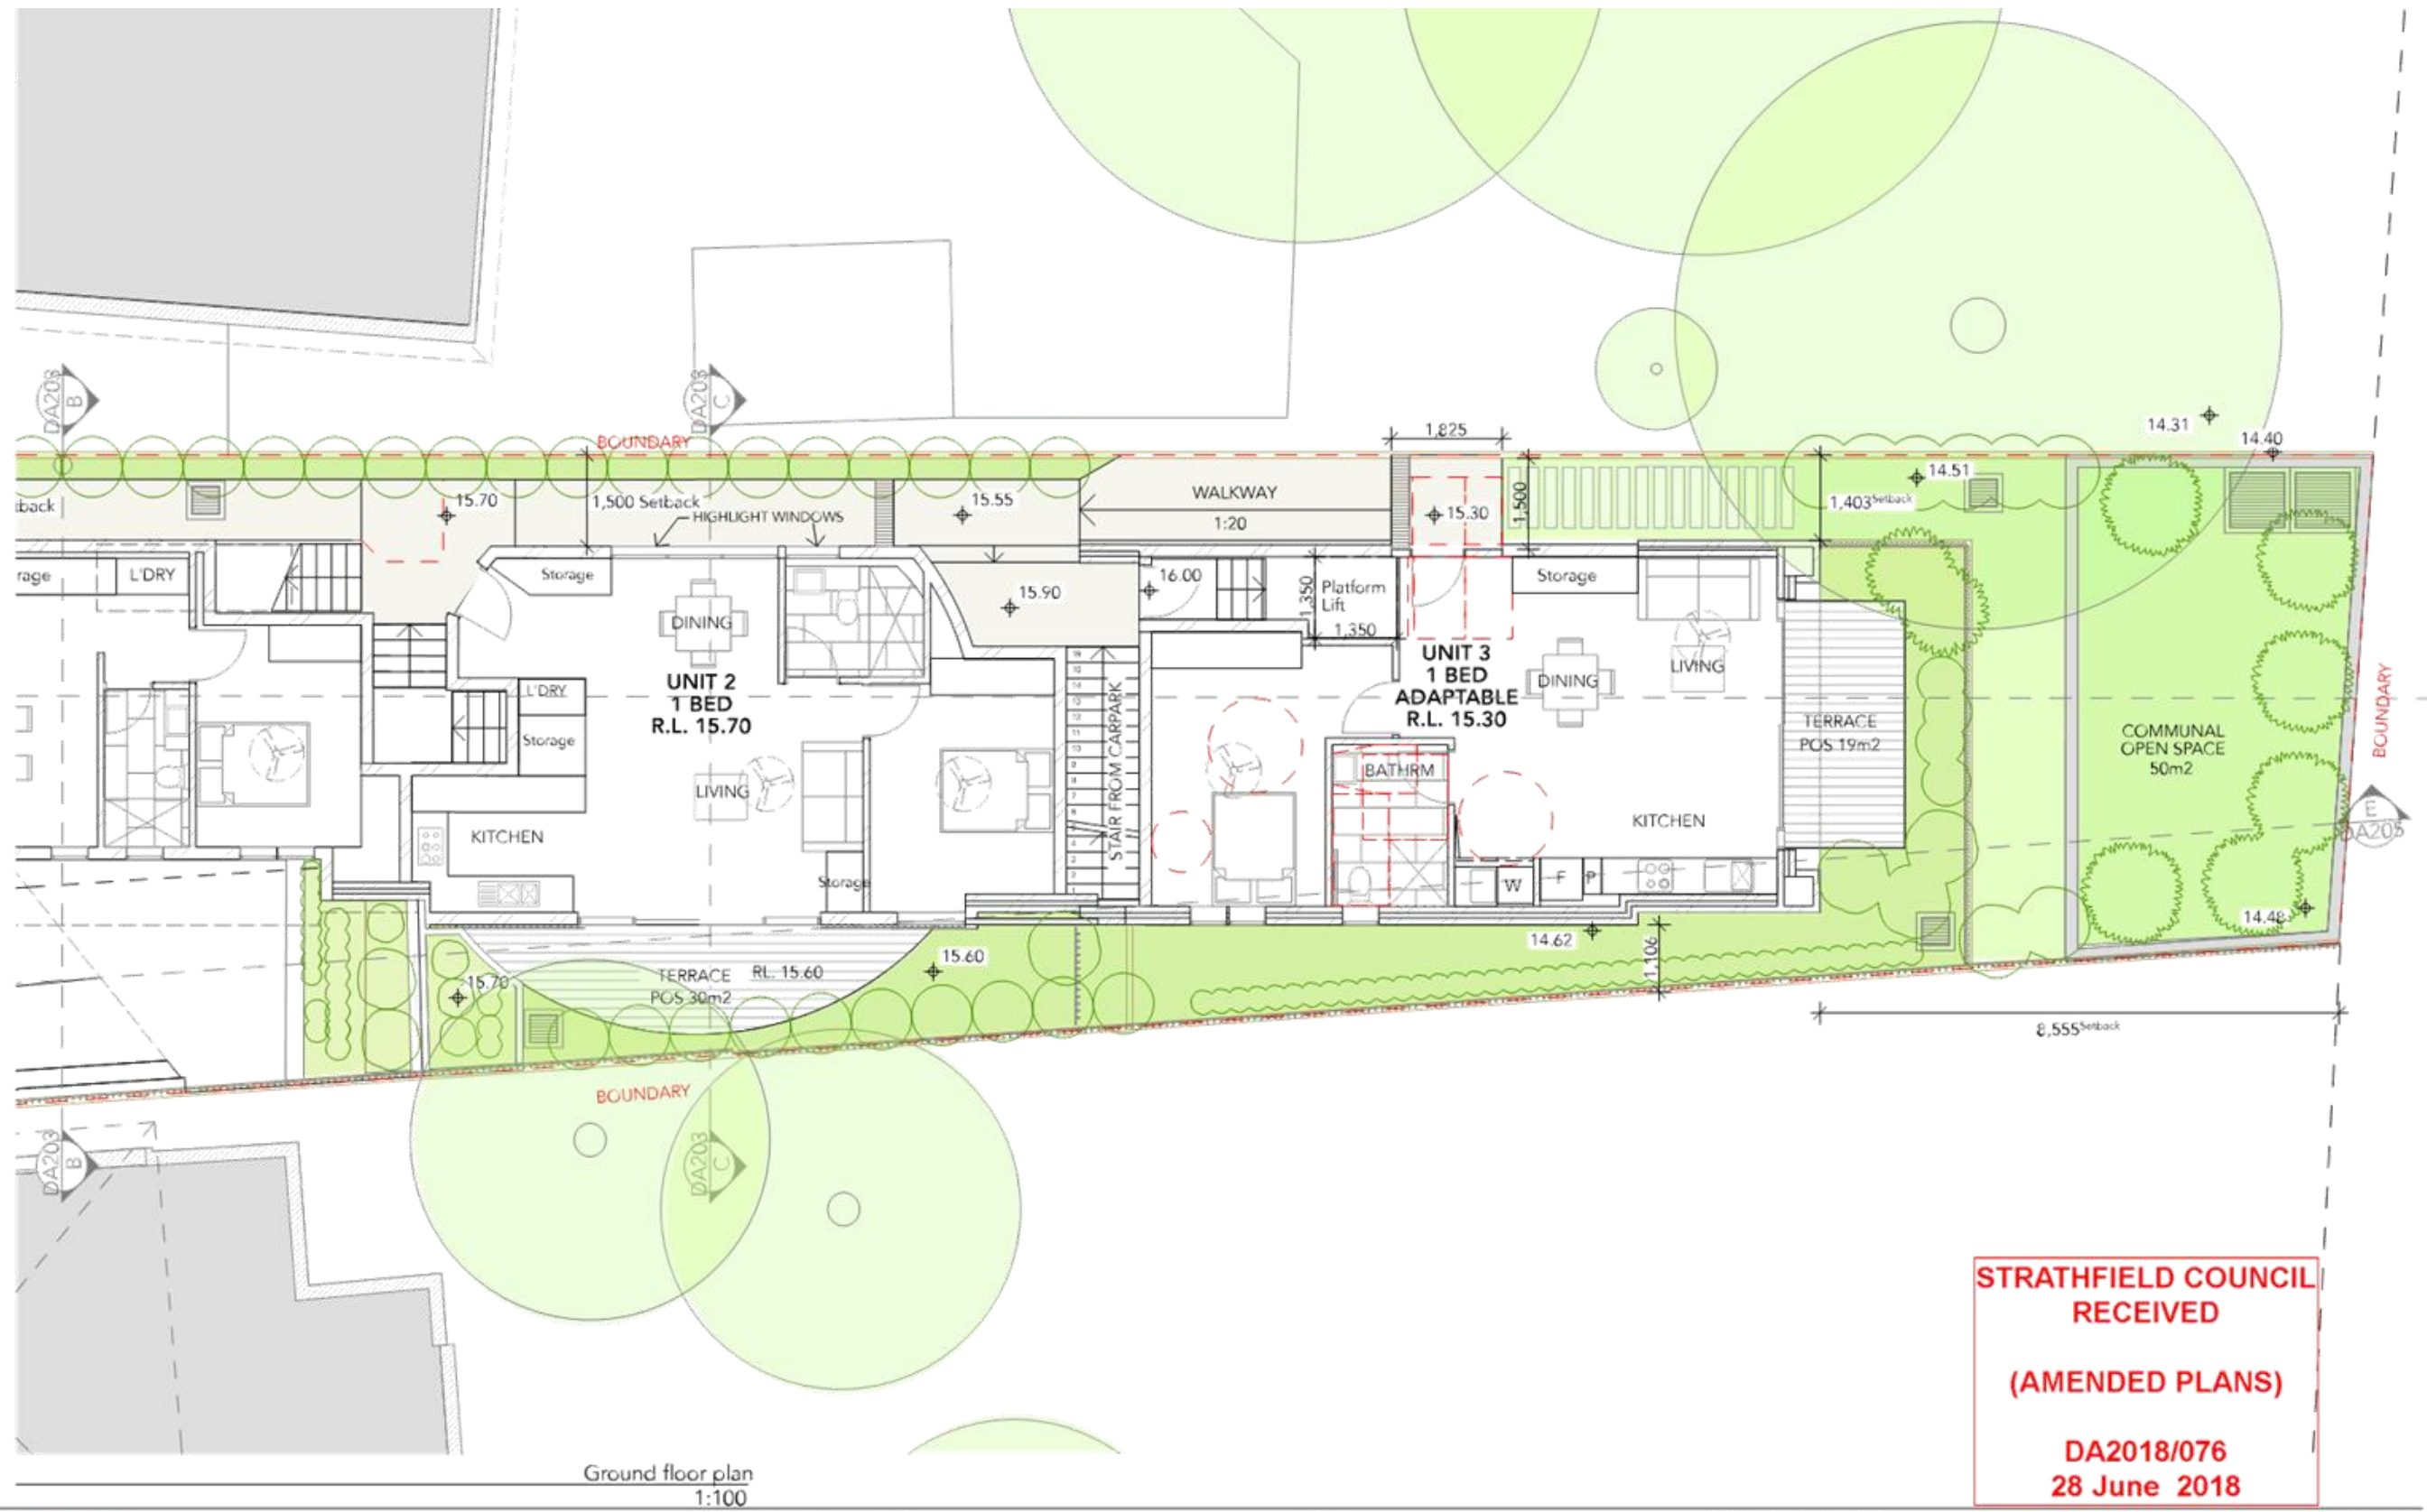 14.31
14.40
1,825
BOUNDARY
DA203
B
DA203
C
15.70
1,500 Setback
HIGHLIGHT WINDOWS
15.55
WALKWAY
1:20
15.30
1,500
14.51
1,403 Setback
L'DRY
Storage
DINING
15.90
16.00
1,350
Platform
Lift
1,350
Storage
UNIT 2
1 BED
R.L. 15.70
UNIT 3
1 BED
ADAPTABLE
R.L. 15.30
DINING
LIVING
L'DRY
Storage
LIVING
KITCHEN
Storage
STAIR FROM CARPARK
BATHRM
KITCHEN
W
F
P
TERRACE
POS 19m2
COMMUNAL
OPEN SPACE
50m2
BOUNDARY
E
DA205
14.48
14.62
1,106
15.60
TERRACE RL. 15.60
POS 30m2
15.70
8,555 Setback
BOUNDARY
DA203
B
DA203
C
STRATHFIELD COUNCIL
RECEIVED
(AMENDED PLANS)
DA2018/076
28 June 2018
Ground floor plan
1:100